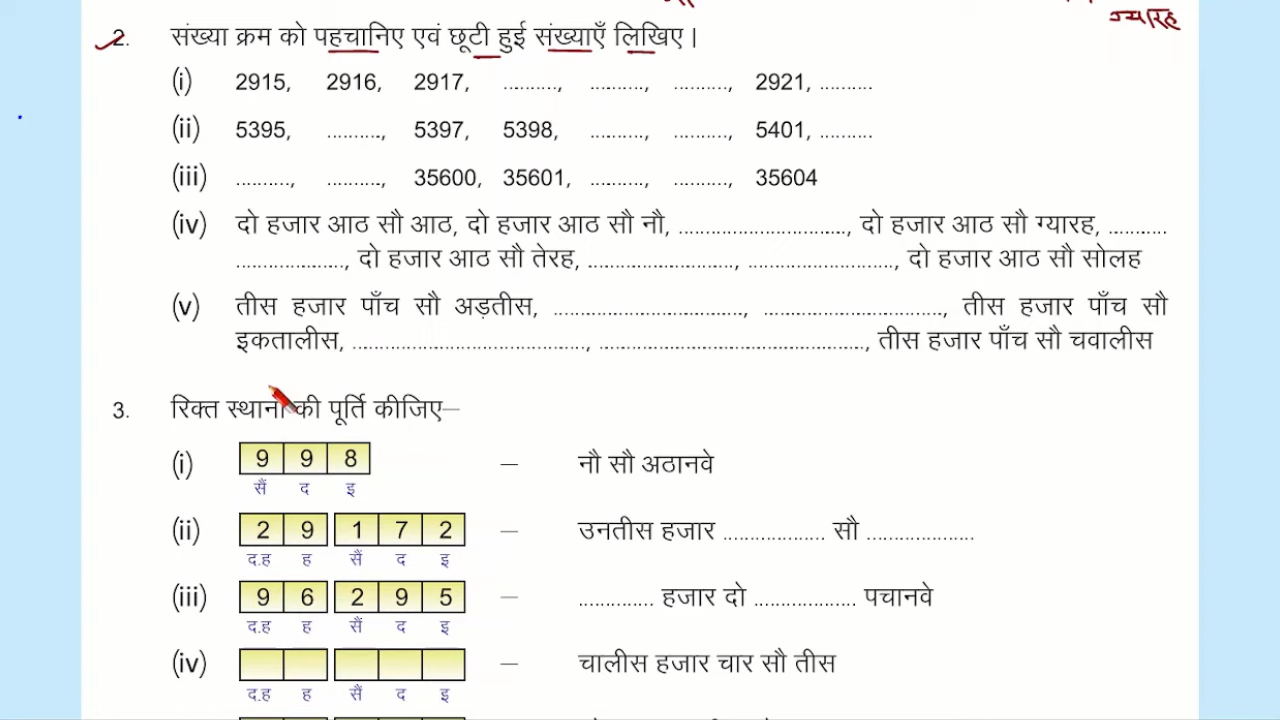 ज्यारह
2. संख्या क्रम को पहचानिए एवं छूटी हुई संख्याएँ लिखिए।
(i) 2915, 2916, 2917, .........., .........., .........., 2921, ..........
(ii) 5395, .........., 5397, 5398, .........., .........., 5401, ..........
(iii) .........., .........., 35600, 35601, .........., .........., 35604
(iv) दो हजार आठ सौ आठ, दो हजार आठ सौ नौ, ..............................., दो हजार आठ सौ ग्यारह, ...........
...................., दो हजार आठ सौ तेरह, ..........................., ..........................., दो हजार आठ सौ सोलह
(v) तीस हजार पाँच सौ अड़तीस, ..................................., ................................., तीस हजार पाँच सौ
इकतालीस, ..........................................., ................................................, तीस हजार पाँच सौ चवालीस
3. रिक्त स्थानों की पूर्ति कीजिए—
(i) 9 9 8 – नौ सौ अठानवे
सैं द इ
(ii) 2 9 1 7 2 – उनतीस हजार ................... सौ ....................
द.ह ह सैं द इ
(iii) 9 6 2 9 5 – .............. हजार दो ................... पचानवे
द.ह ह सैं द इ
(iv) – चालीस हजार चार सौ तीस
द.ह ह सैं द इ